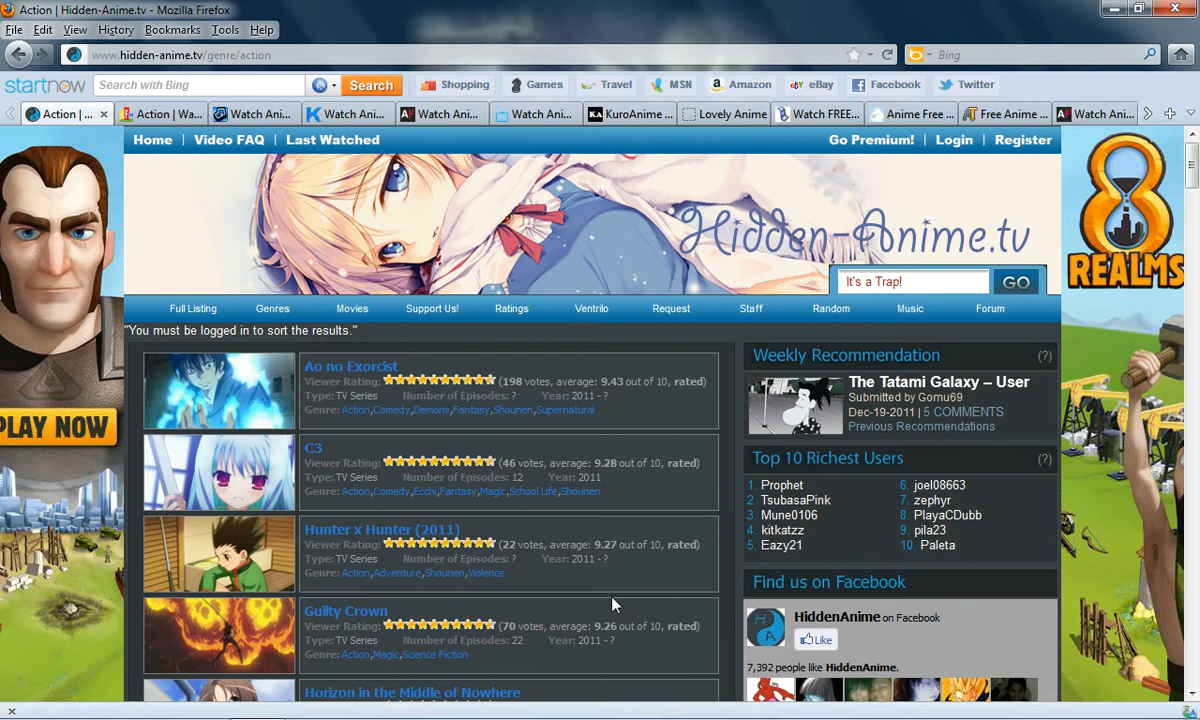 Action | Hidden-Anime.tv - Mozilla Firefox
File Edit View History Bookmarks Tools Help
www.hidden-anime.tv/genre/action
Bing
startnow Search with Bing Search Shopping Games Travel MSN Amazon eBay Facebook Twitter
Action | ... Action | Wa... Watch Ani... Watch Ani... Watch Ani... Watch Ani... KuroAnime ... Lovely Anime Watch FREE... Anime Free ... Free Anime ... Watch Ani...
Home | Video FAQ | Last Watched
Go Premium! | Login | Register
Hidden-Anime.tv
It's a Trap! GO
8
REALMS
PLAY NOW
Full Listing Genres Movies Support Us! Ratings Ventrilo Request Staff Random Music Forum
"You must be logged in to sort the results."
Ao no Exorcist
Viewer Rating: (198 votes, average: 9.43 out of 10, rated)
Type: TV Series Number of Episodes: ? Year: 2011 - ?
Genre: Action,Comedy,Demons,Fantasy,Shounen,Supernatural
C3
Viewer Rating: (46 votes, average: 9.28 out of 10, rated)
Type: TV Series Number of Episodes: 12 Year: 2011
Genre: Action,Comedy,Ecchi,Fantasy,Magic,School Life,Shounen
Hunter x Hunter (2011)
Viewer Rating: (22 votes, average: 9.27 out of 10, rated)
Type: TV Series Number of Episodes: ? Year: 2011 - ?
Genre: Action,Adventure,Shounen,Violence
Guilty Crown
Viewer Rating: (70 votes, average: 9.26 out of 10, rated)
Type: TV Series Number of Episodes: 22 Year: 2011 - ?
Genre: Action,Magic,Science Fiction
Horizon in the Middle of Nowhere
Weekly Recommendation (?)
The Tatami Galaxy – User
Submitted by Gomu69
Dec-19-2011 | 5 COMMENTS
Previous Recommendations
Top 10 Richest Users (?)
1. Prophet
2. TsubasaPink
3. Mune0106
4. kitkatzz
5. Eazy21
6. joel08663
7. zephyr
8. PlayaCDubb
9. pila23
10. Paleta
Find us on Facebook
HA
HiddenAnime on Facebook
Like
7,392 people like HiddenAnime.